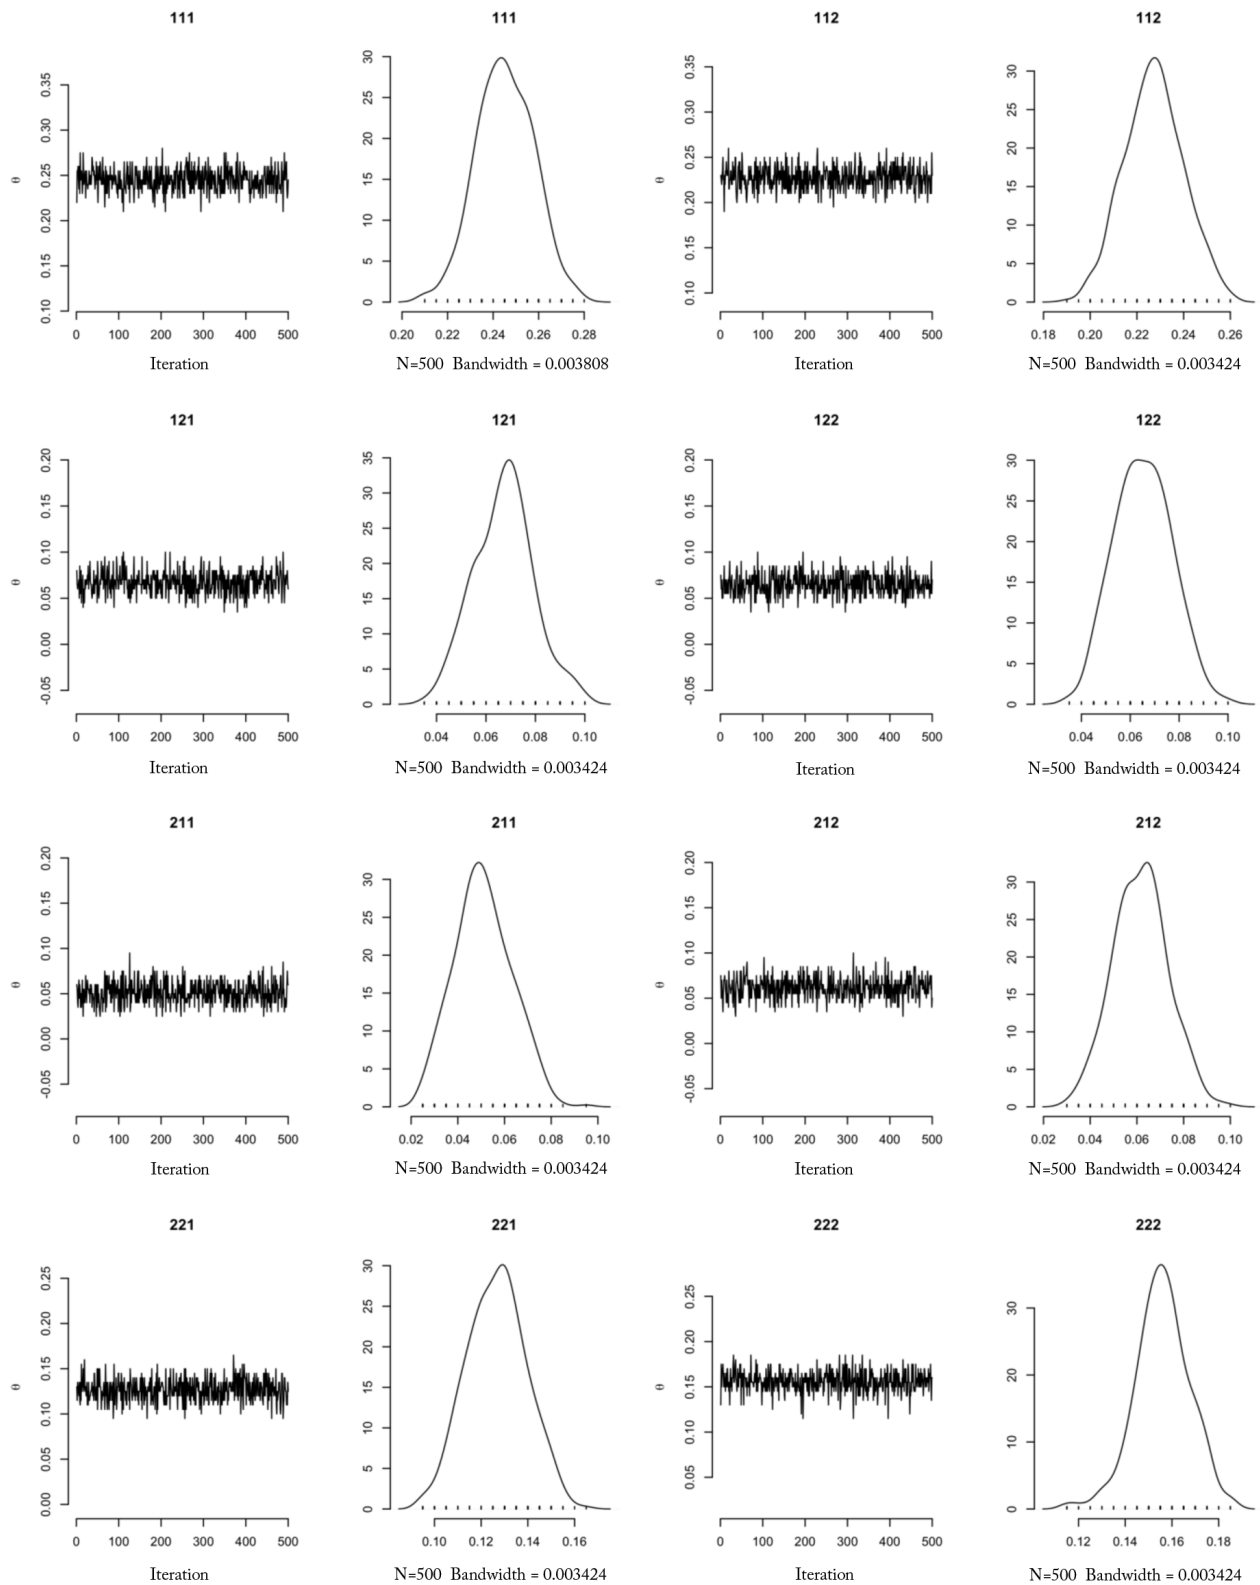 111 111 112 112
θ 0.10 0.15 0.20 0.25 0.30 0.35
0 100 200 300 400 500
Iteration
0 5 10 15 20 25 30
0.20 0.22 0.24 0.26 0.28
N=500 Bandwidth = 0.003808
θ 0.10 0.15 0.20 0.25 0.30 0.35
0 100 200 300 400 500
Iteration
0 5 10 15 20 25 30
0.18 0.20 0.22 0.24 0.26
N=500 Bandwidth = 0.003424
121 121 122 122
θ -0.05 0.00 0.05 0.10 0.15 0.20
0 100 200 300 400 500
Iteration
0 5 10 15 20 25 30 35
0.04 0.06 0.08 0.10
N=500 Bandwidth = 0.003424
θ -0.05 0.00 0.05 0.10 0.15 0.20
0 100 200 300 400 500
Iteration
0 5 10 15 20 25 30
0.04 0.06 0.08 0.10
N=500 Bandwidth = 0.003424
211 211 212 212
θ -0.05 0.00 0.05 0.10 0.15 0.20
0 100 200 300 400 500
Iteration
0 5 10 15 20 25 30
0.02 0.04 0.06 0.08 0.10
N=500 Bandwidth = 0.003424
θ -0.05 0.00 0.05 0.10 0.15 0.20
0 100 200 300 400 500
Iteration
0 5 10 15 20 25 30
0.02 0.04 0.06 0.08 0.10
N=500 Bandwidth = 0.003424
221 221 222 222
θ 0.00 0.05 0.10 0.15 0.20 0.25
0 100 200 300 400 500
Iteration
0 5 10 15 20 25 30
0.10 0.12 0.14 0.16
N=500 Bandwidth = 0.003424
θ 0.05 0.10 0.15 0.20 0.25
0 100 200 300 400 500
Iteration
0 10 20 30
0.12 0.14 0.16 0.18
N=500 Bandwidth = 0.003424